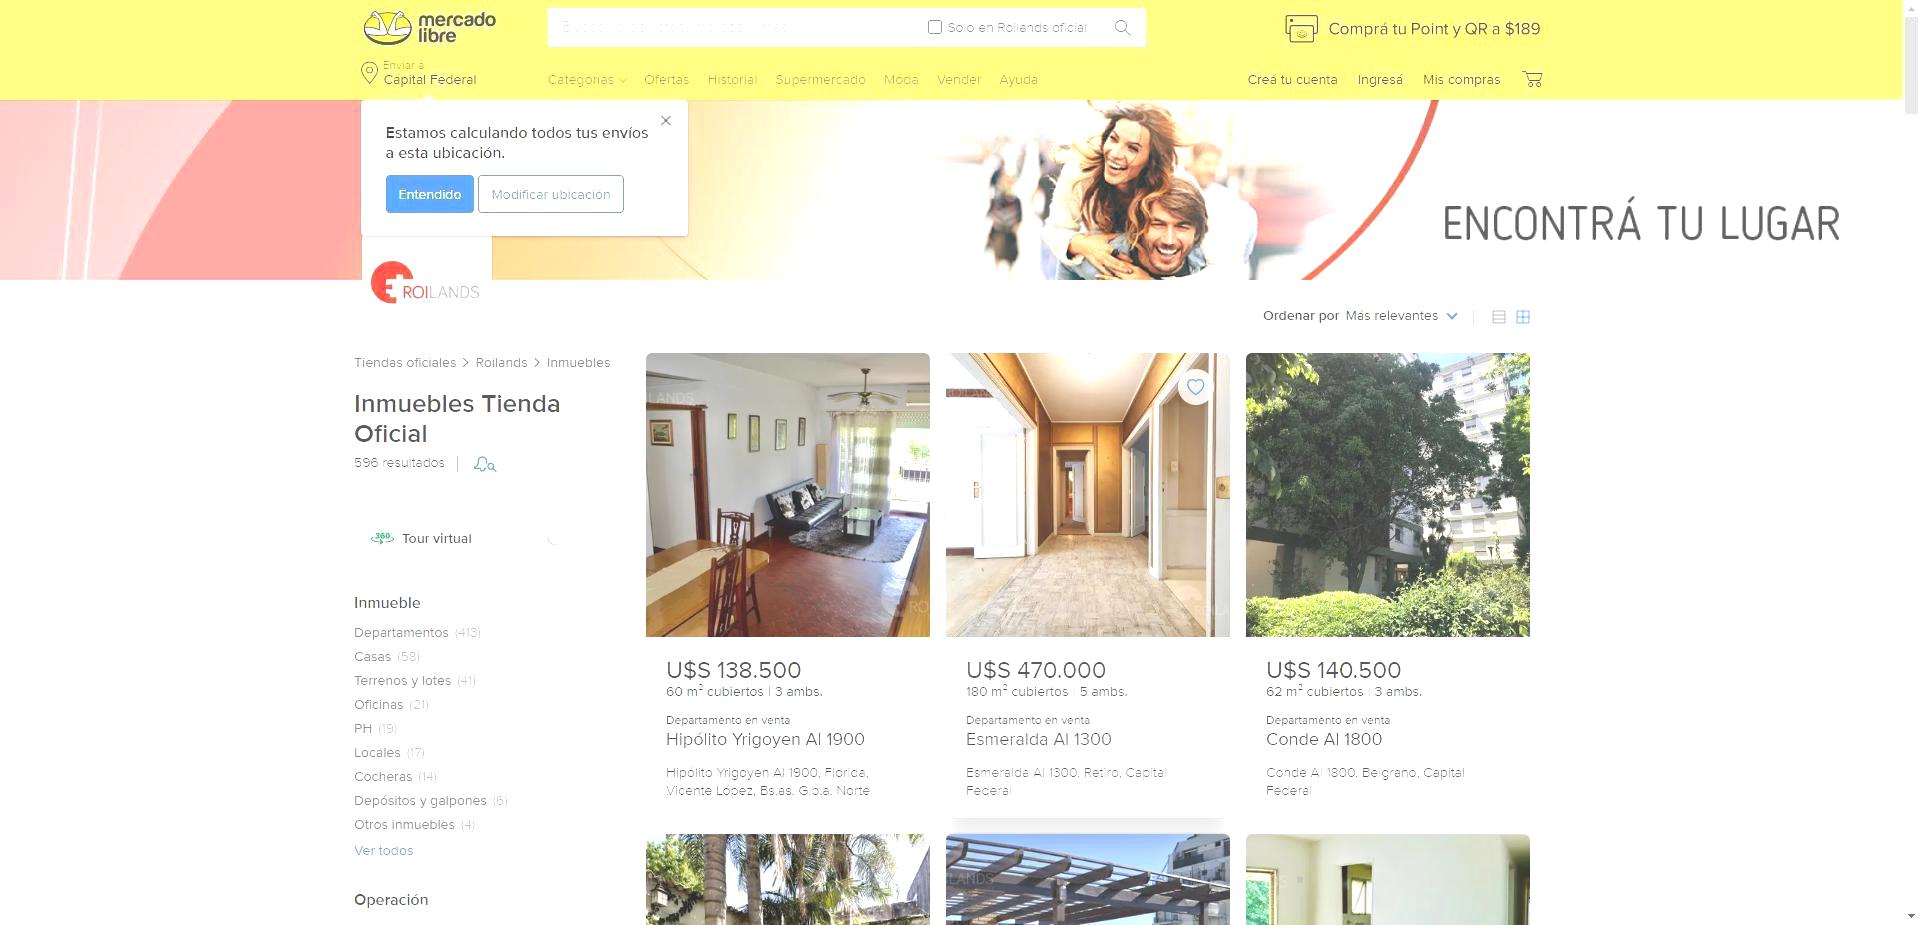 mercado
libre
Solo en Roilands oficial
Comprá tu Point y QR a $189
Enviar a
Capital Federal
Categorías
Ofertas
Historial
Supermercado
Moda
Vender
Ayuda
Creá tu cuenta
Ingresá
Mis compras
Estamos calculando todos tus envíos
a esta ubicación.
Entendido
Modificar ubicación
ENCONTRÁ TU LUGAR
ROILANDS
Ordenar por Más relevantes
Tiendas oficiales > Roilands > Inmuebles
Inmuebles Tienda
Oficial
596 resultados
360
Tour virtual
Inmueble
Departamentos (413)
Casas (58)
Terrenos y lotes (41)
Oficinas (21)
PH (19)
Locales (17)
Cocheras (14)
Depósitos y galpones (6)
Otros inmuebles (4)
Ver todos
Operación
U$S 138.500
60 m² cubiertos | 3 ambs.
Departamento en venta
Hipólito Yrigoyen Al 1900
Hipólito Yrigoyen Al 1900, Florida,
Vicente López, Bs.as. G.b.a. Norte
U$S 470.000
180 m² cubiertos | 5 ambs.
Departamento en venta
Esmeralda Al 1300
Esmeralda Al 1300, Retiro, Capital
Federal
U$S 140.500
62 m² cubiertos | 3 ambs.
Departamento en venta
Conde Al 1800
Conde Al 1800, Belgrano, Capital
Federal